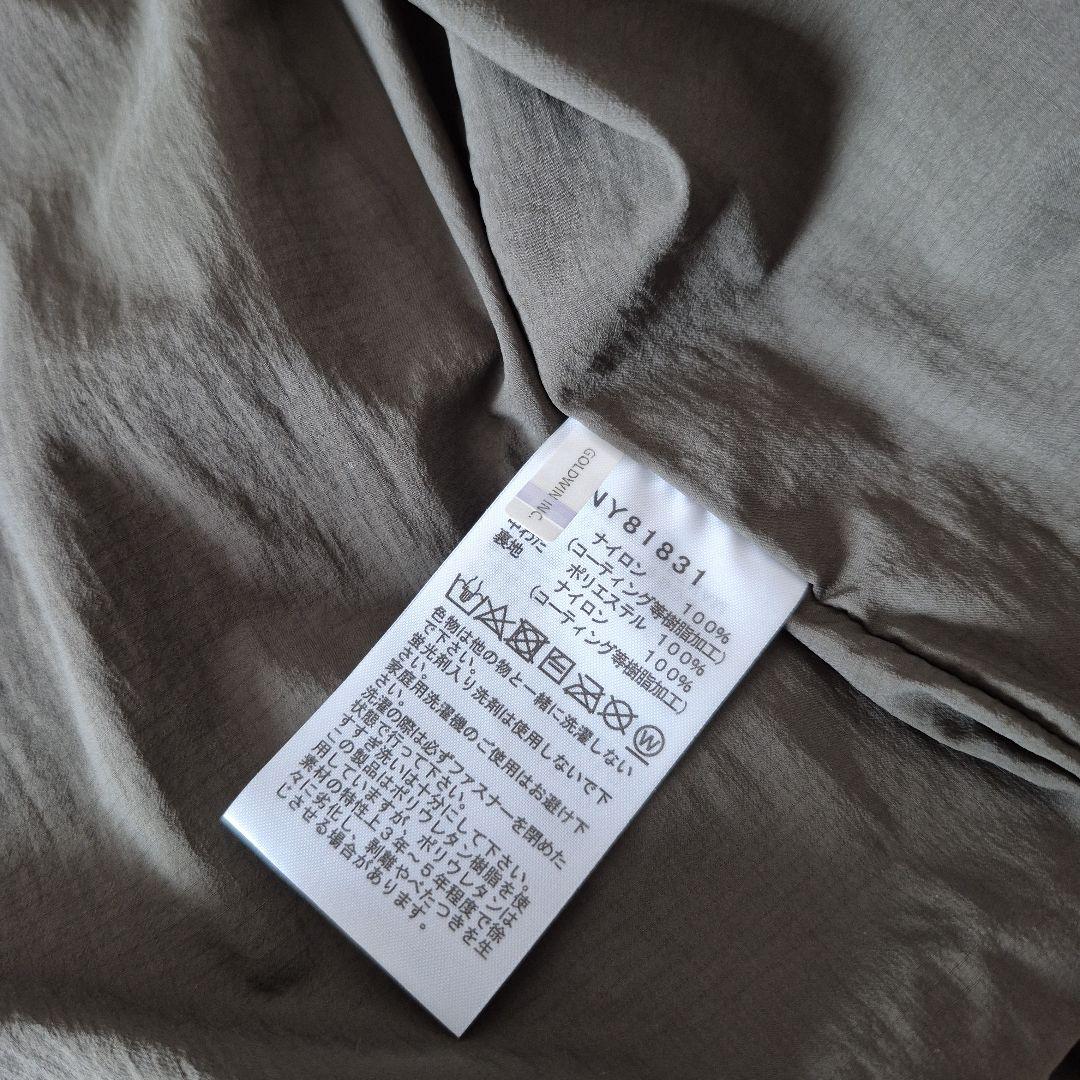 GOLDWIN INC.
NY81831
ナイロン 100%
(コーティング等樹脂加工)
中わた ポリエステル 100%
裏地 ナイロン 100%
(コーティング等樹脂加工)
W
色物は他の物と一緒に洗濯しない
で下さい。
蛍光剤入り洗剤は使用しないで下
さい。
家庭用洗濯機のご使用はお避け下
さい。
洗濯の際は必ずファスナーを閉めた
状態で行って下さい。
すすぎ洗いは十分にして下さい。
この製品はポリウレタン樹脂を使
用していますが、ポリウレタンは
素材の特性上3年~5年程度で徐
々に劣化し、剥離やべたつきを生
じさせる場合があります。